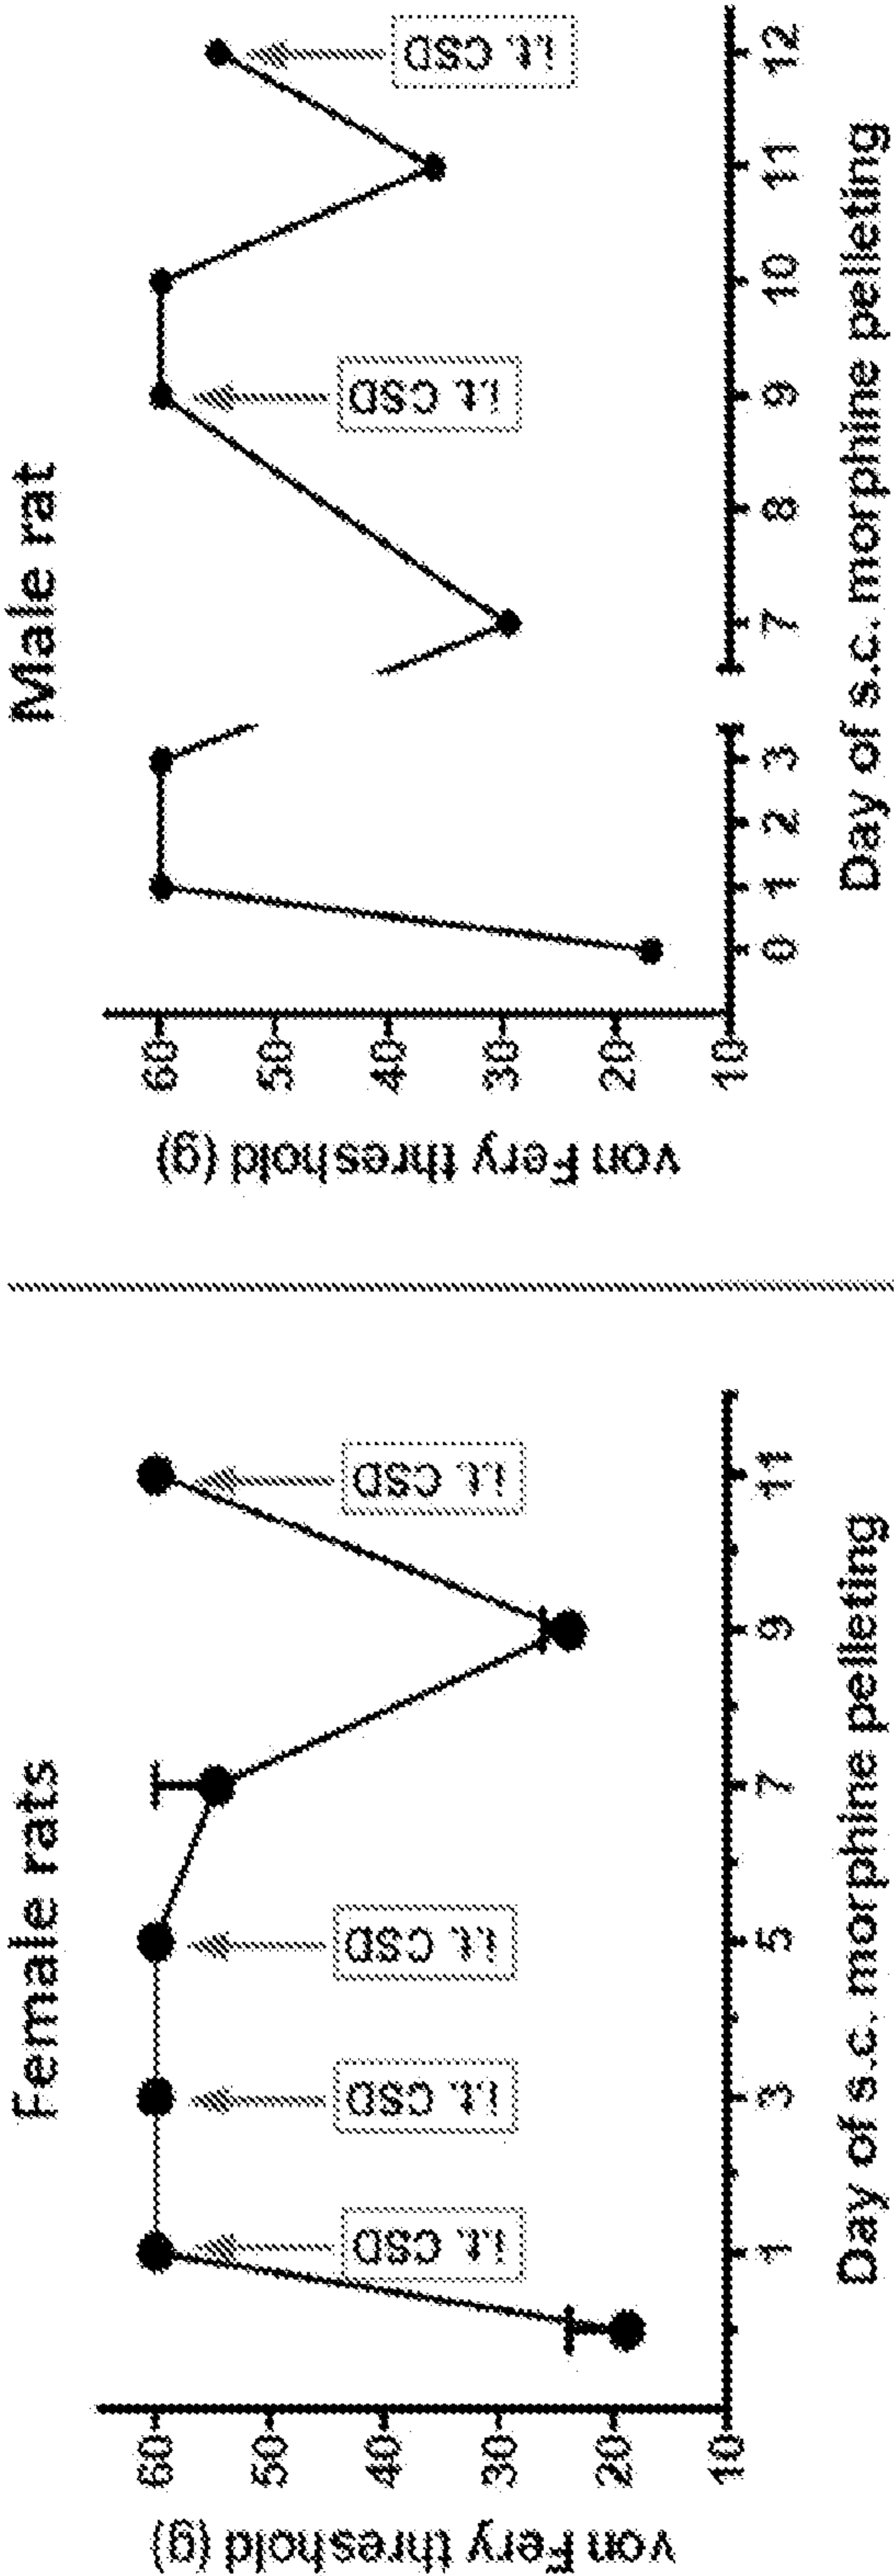 Female rats
von Frey threshold (g)
60
50
40
30
20
10
i.t. CSD
i.t. CSD
i.t. CSD
i.t. CSD
1
3
5
7
9
11
Day of s.c. morphine pelleting
Male rat
von Frey threshold (g)
60
50
40
30
20
10
i.t. CSD
i.t. CSD
0
1
2
3
7
8
9
10
11
12
Day of s.c. morphine pelleting